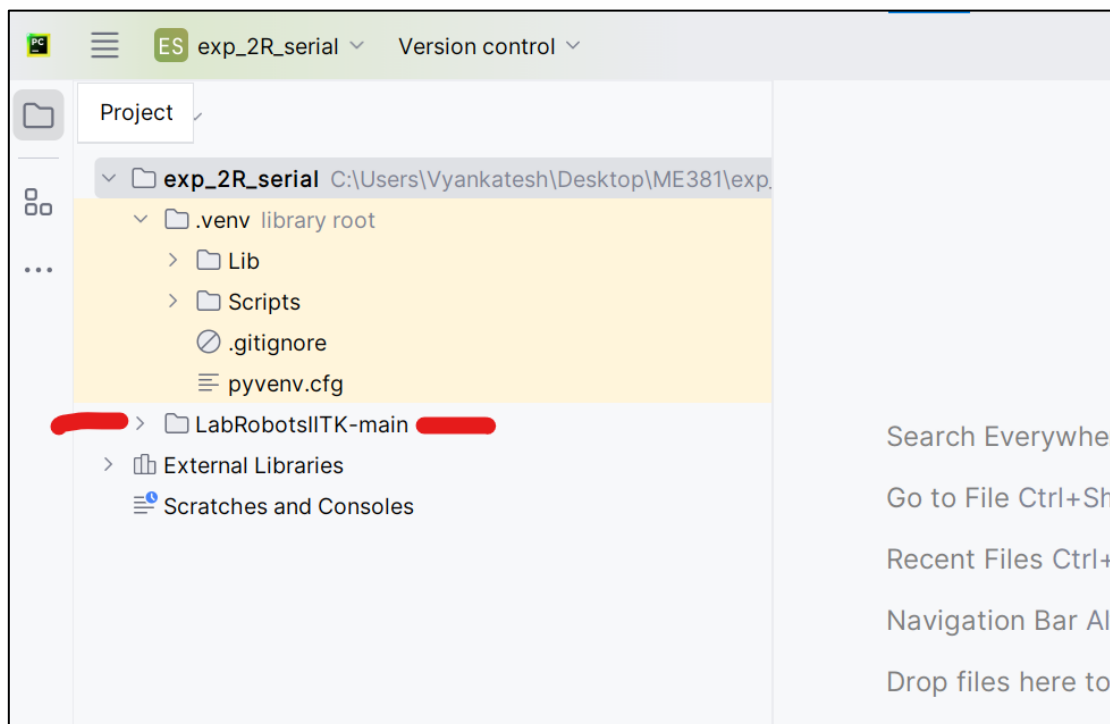 PC
ES exp_2R_serial Version control
Project
exp_2R_serial C:\Users\Vyankatesh\Desktop\ME381\exp_
.venv library root
Lib
Scripts
.gitignore
pyvenv.cfg
LabRobotsIITK-main
External Libraries
Scratches and Consoles
Search Everywhe
Go to File Ctrl+Sh
Recent Files Ctrl+
Navigation Bar Al
Drop files here to